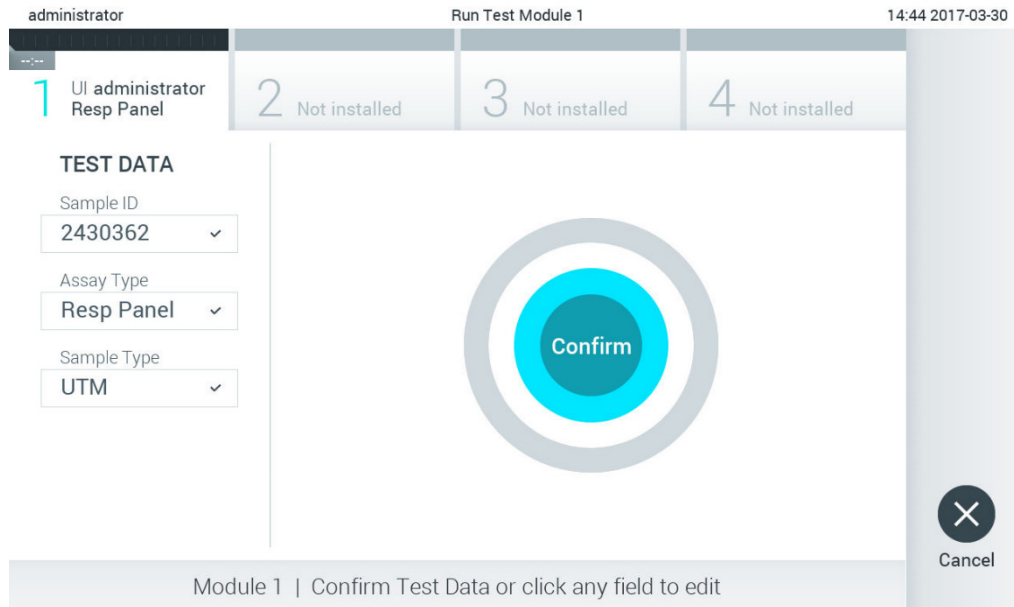 administrator Run Test Module 1 14:44 2017-03-30
--:--
1 UI administrator
Resp Panel
2 Not installed
3 Not installed
4 Not installed
TEST DATA
Sample ID
2430362
Assay Type
Resp Panel
Sample Type
UTM
Confirm
Cancel
Module 1 | Confirm Test Data or click any field to edit